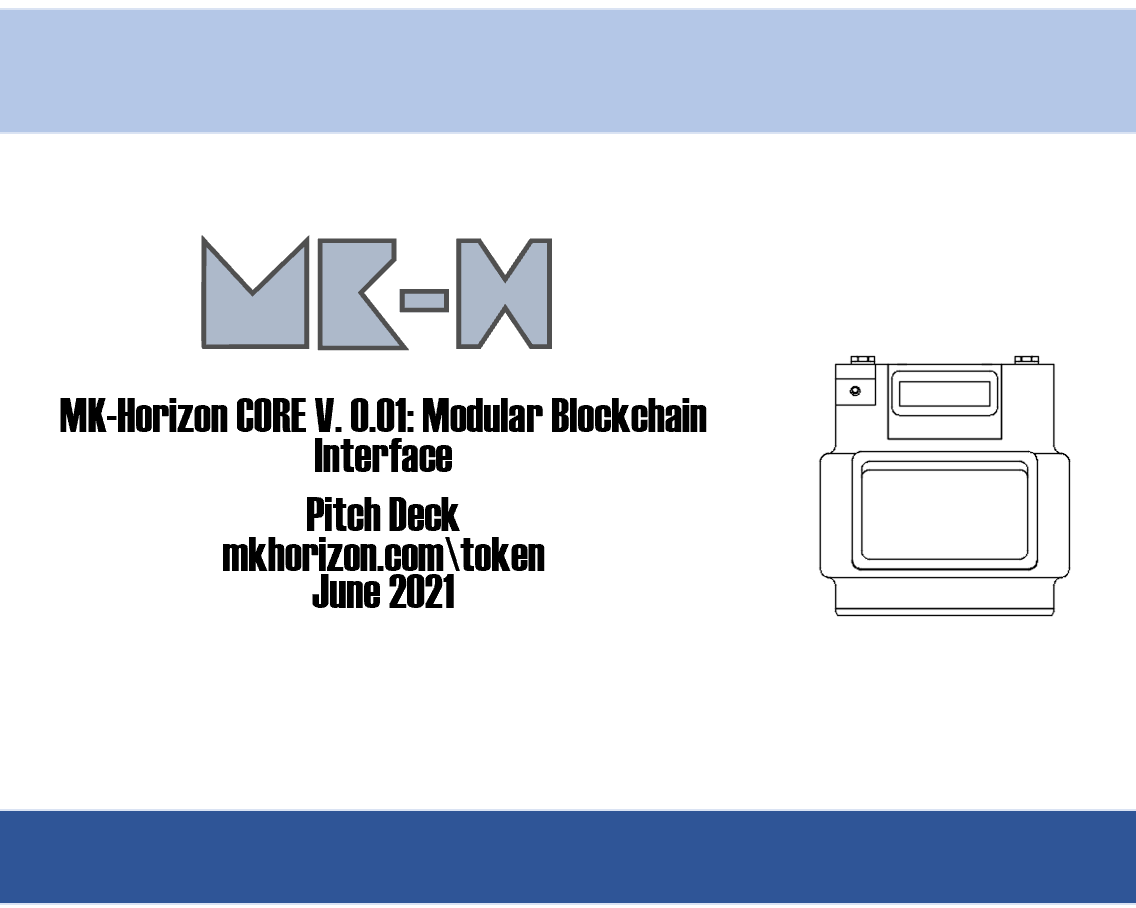 MK-H
MK-Horizon CORE V. 0.01: Modular Blockchain
Interface
Pitch Deck
mkhorizon.com\token
June 2021